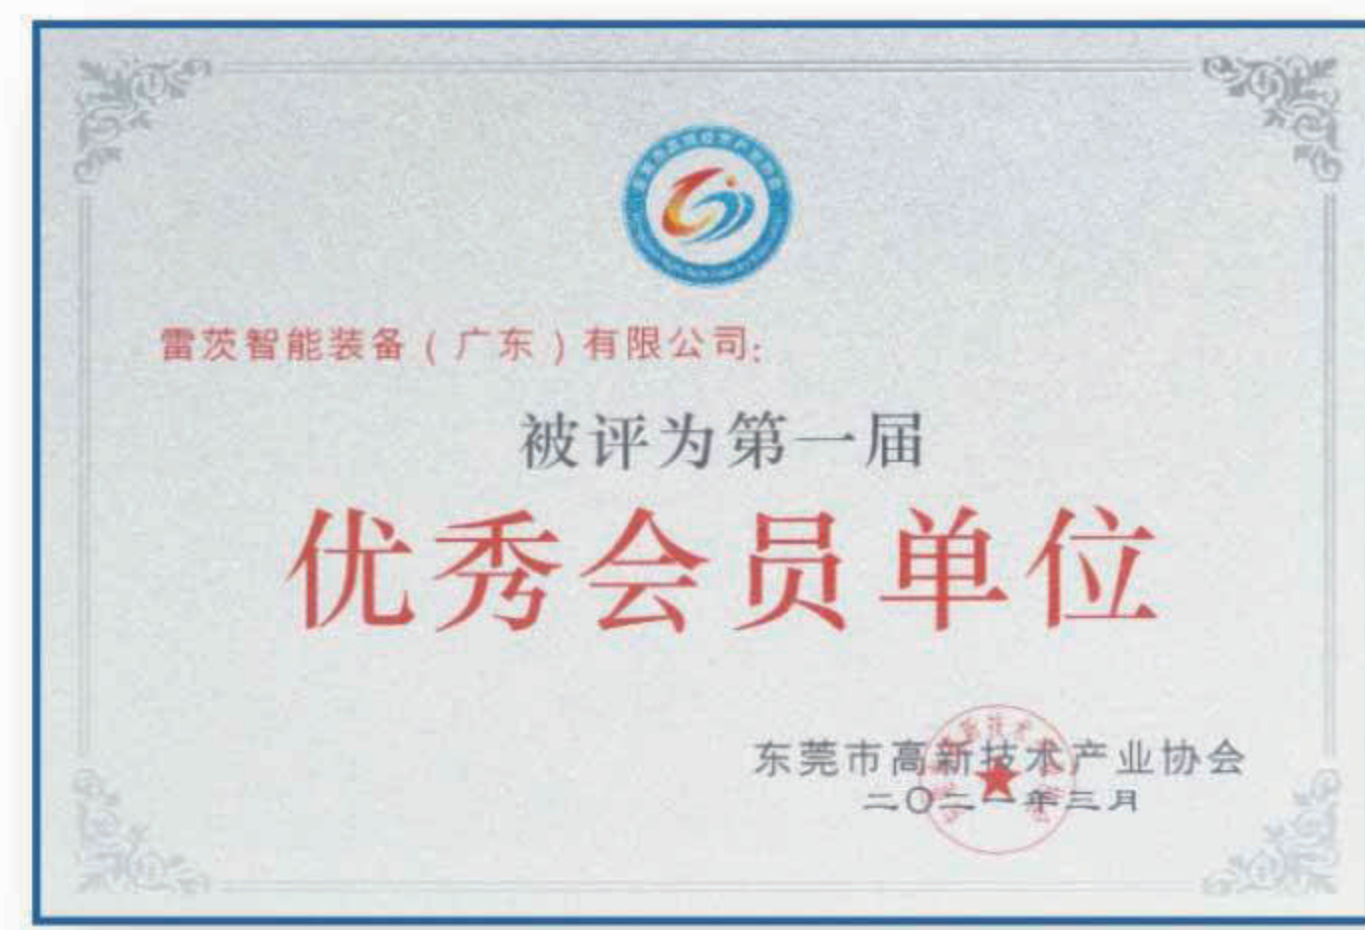 雷茨智能装备（广东）有限公司：
被评为第一届
优秀会员单位
东莞市高新技术产业协会
二〇二一年三月